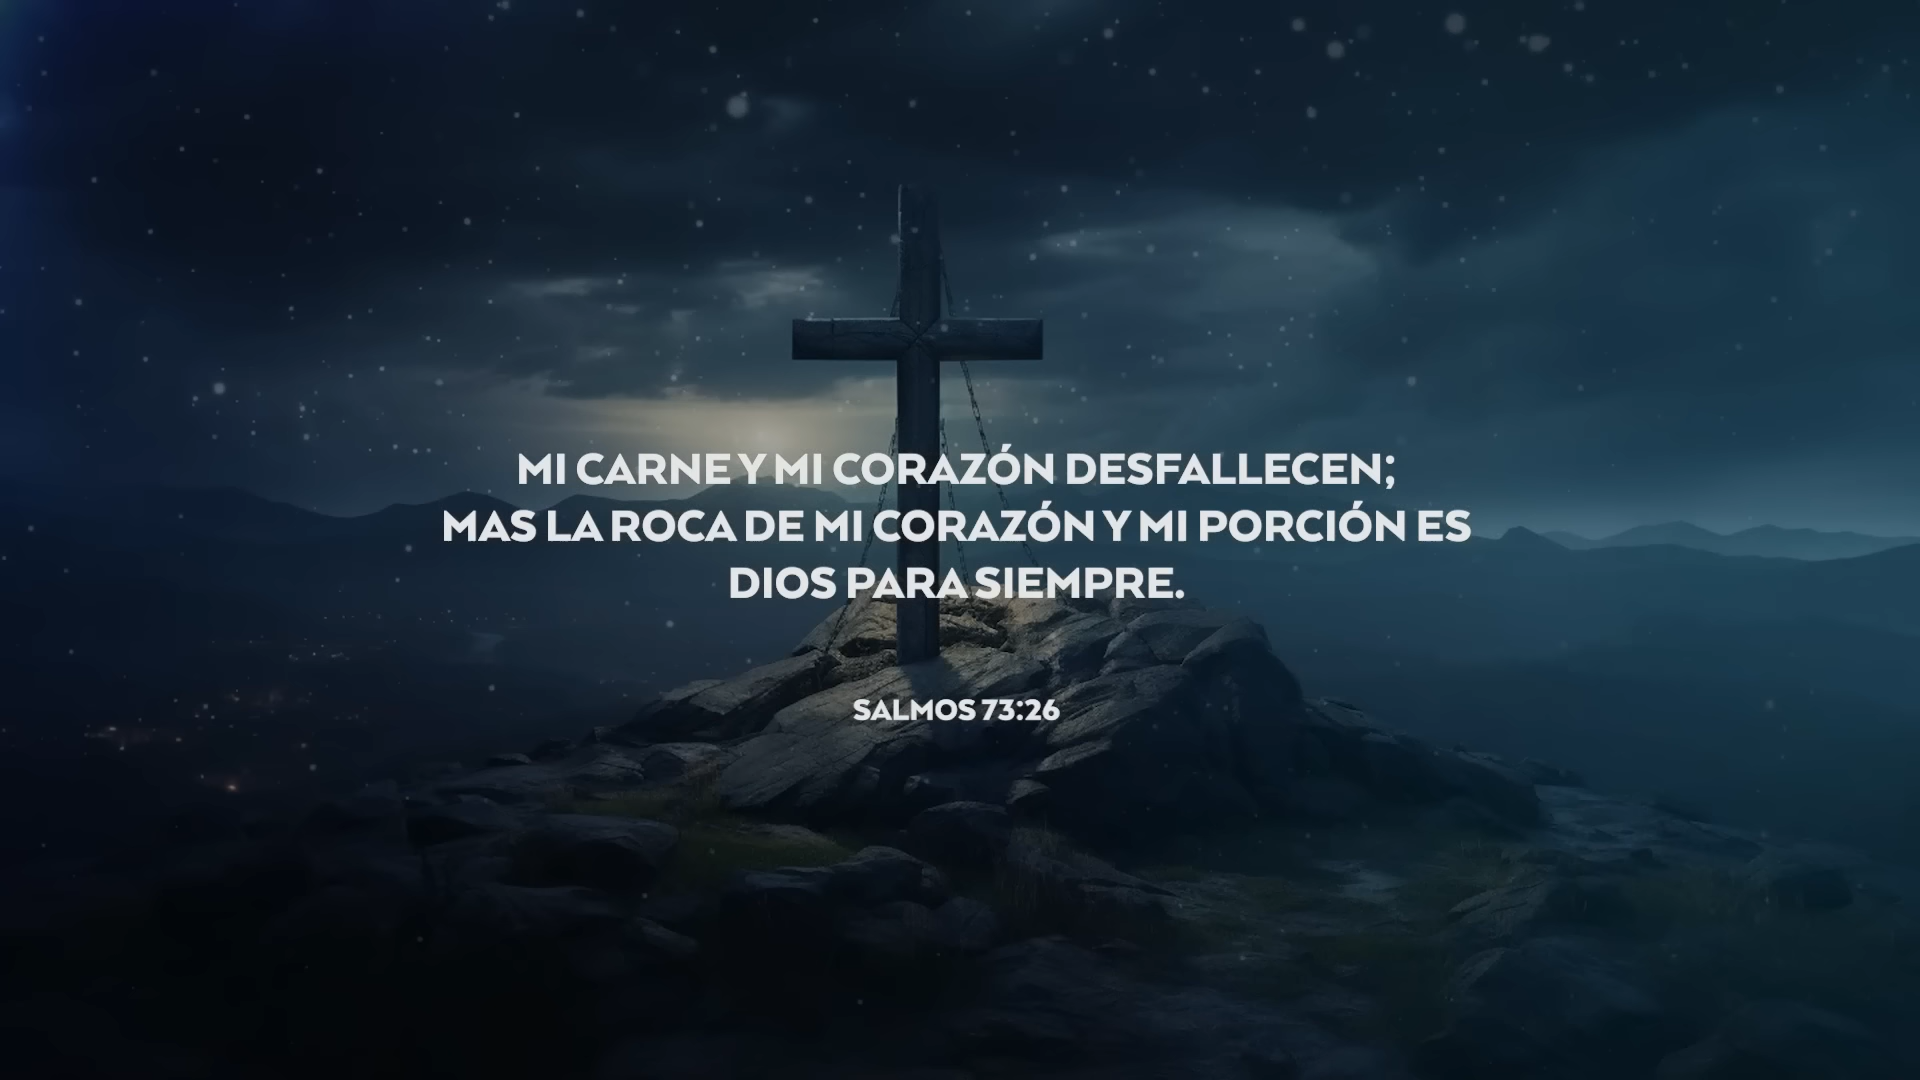 MI CARNE Y MI CORAZÓN DESFALLECEN;
MAS LA ROCA DE MI CORAZÓN Y MI PORCIÓN ES
DIOS PARA SIEMPRE.
SALMOS 73:26